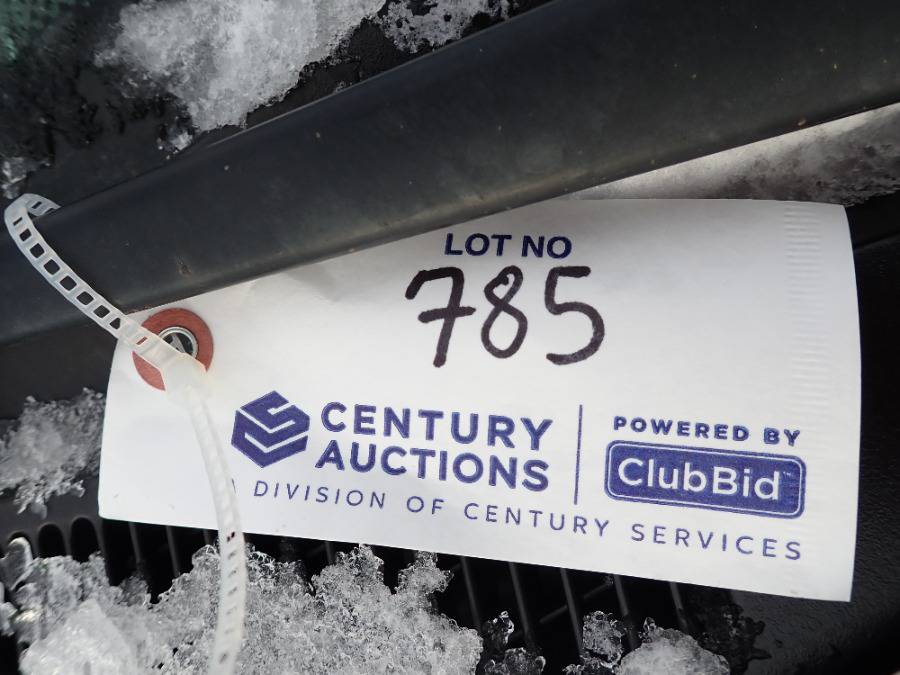 LOT NO
785
CENTURY
AUCTIONS
A DIVISION OF CENTURY SERVICES
POWERED BY
ClubBid